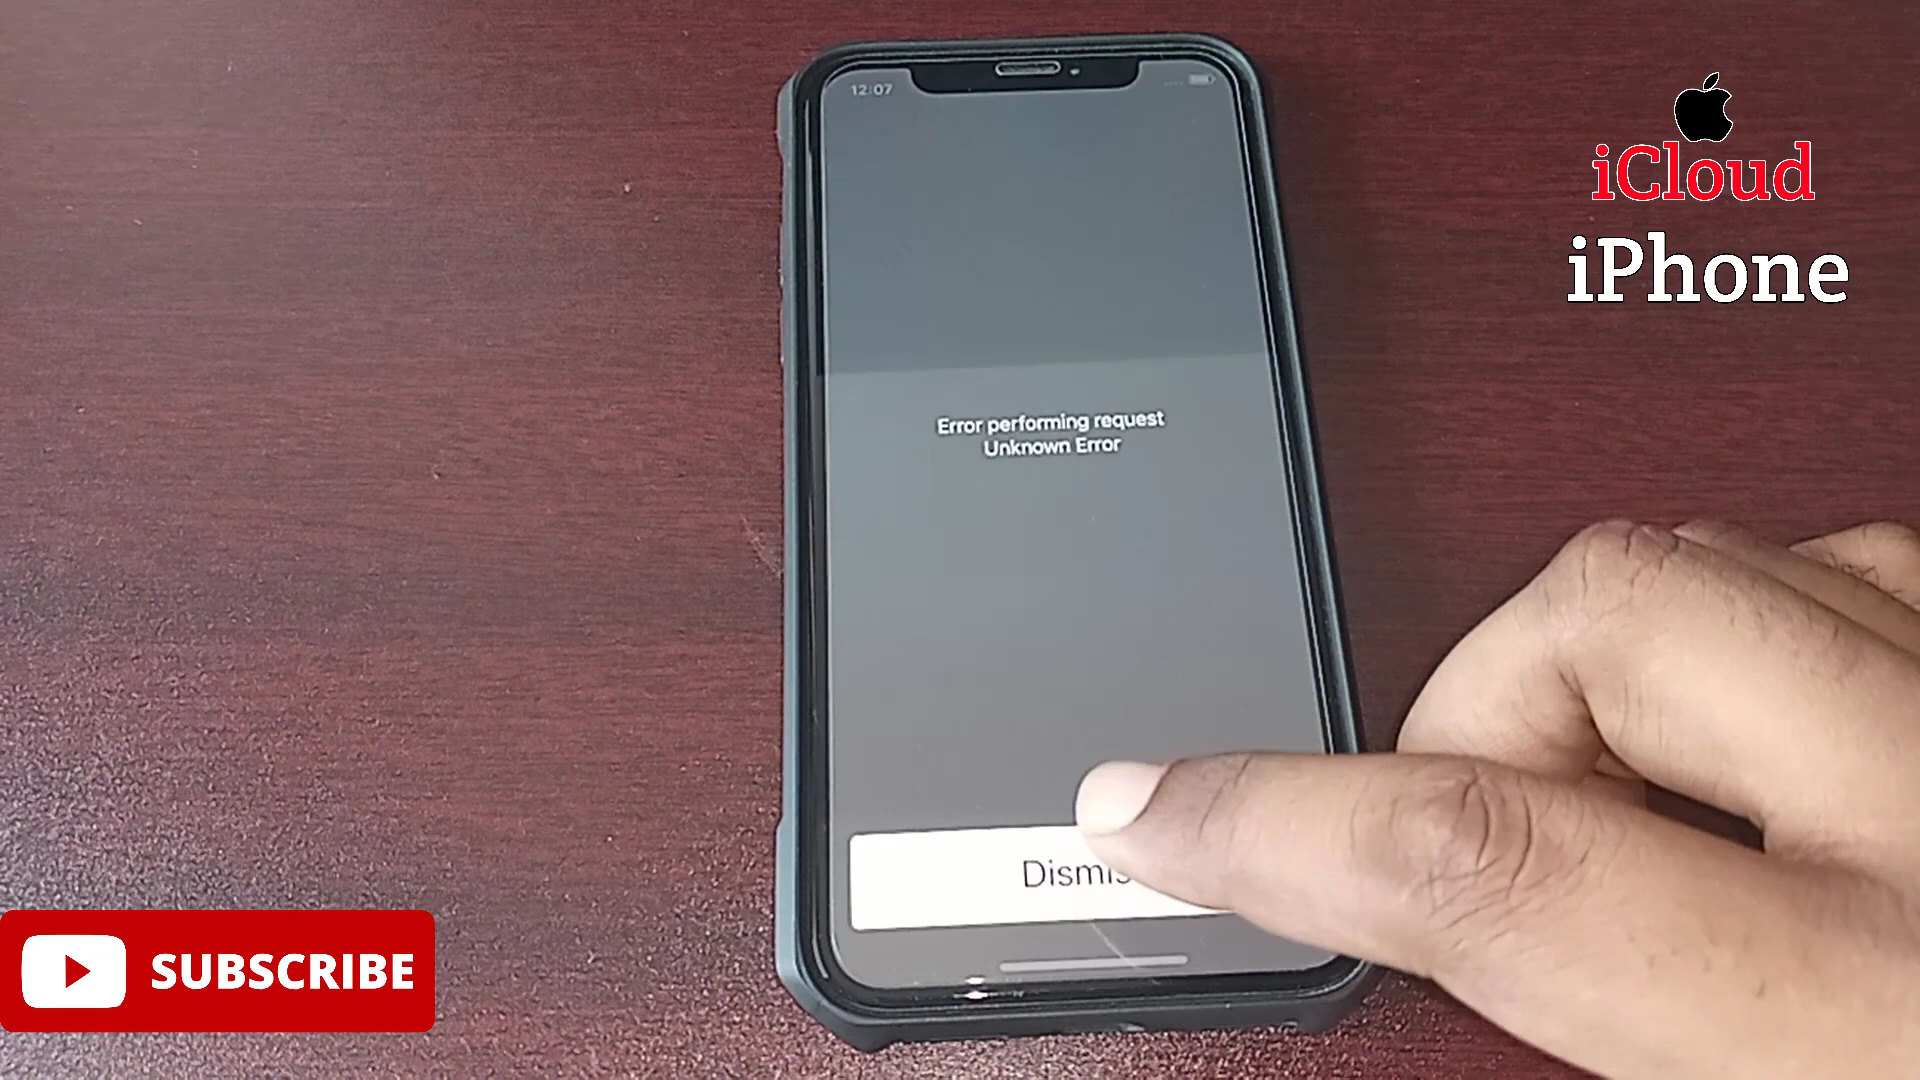 12:07
iCloud
iPhone
Error performing request
Unknown Error
SUBSCRIBE